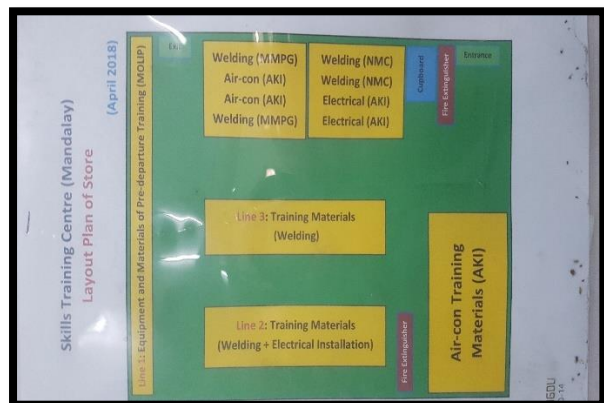 Skills Training Centre (Mandalay)
Layout Plan of Store
(April 2018)
Line 1: Equipment and Materials of Pre-departure Training (MOLIP)
Exit
Welding (MMPG)
Air-con (AKI)
Air-con (AKI)
Welding (MMPG)
Welding (NMC)
Welding (NMC)
Electrical (AKI)
Electrical (AKI)
Cupboard
Fire Extinguisher
Entrance
Line 3: Training Materials
(Welding)
Line 2: Training Materials
(Welding + Electrical Installation)
Fire Extinguisher
Air-con Training
Materials (AKI)